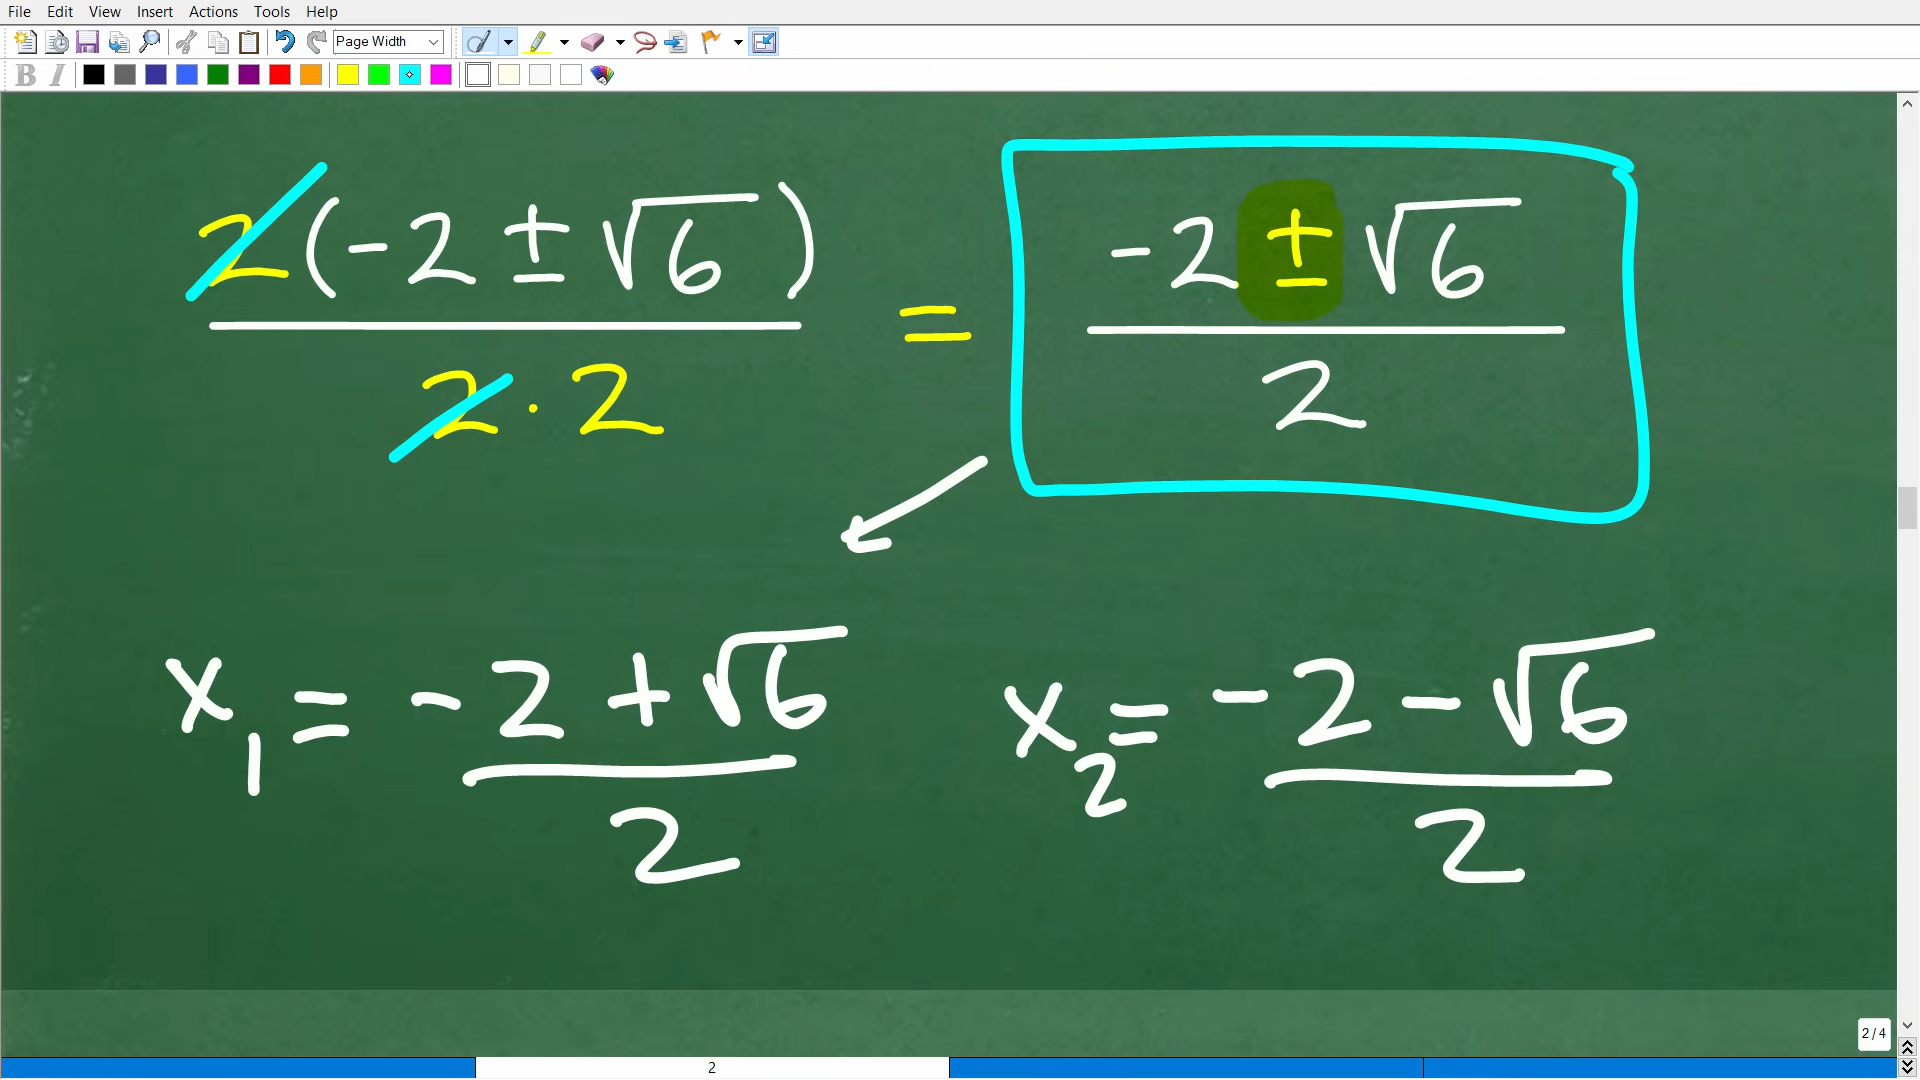 File Edit View Insert Actions Tools Help
Page Width
B I
2(-2 ± √6) / 2·2 = (-2 ± √6) / 2
x₁ = (-2 + √6) / 2
x₂ = (-2 - √6) / 2
2 / 4
2